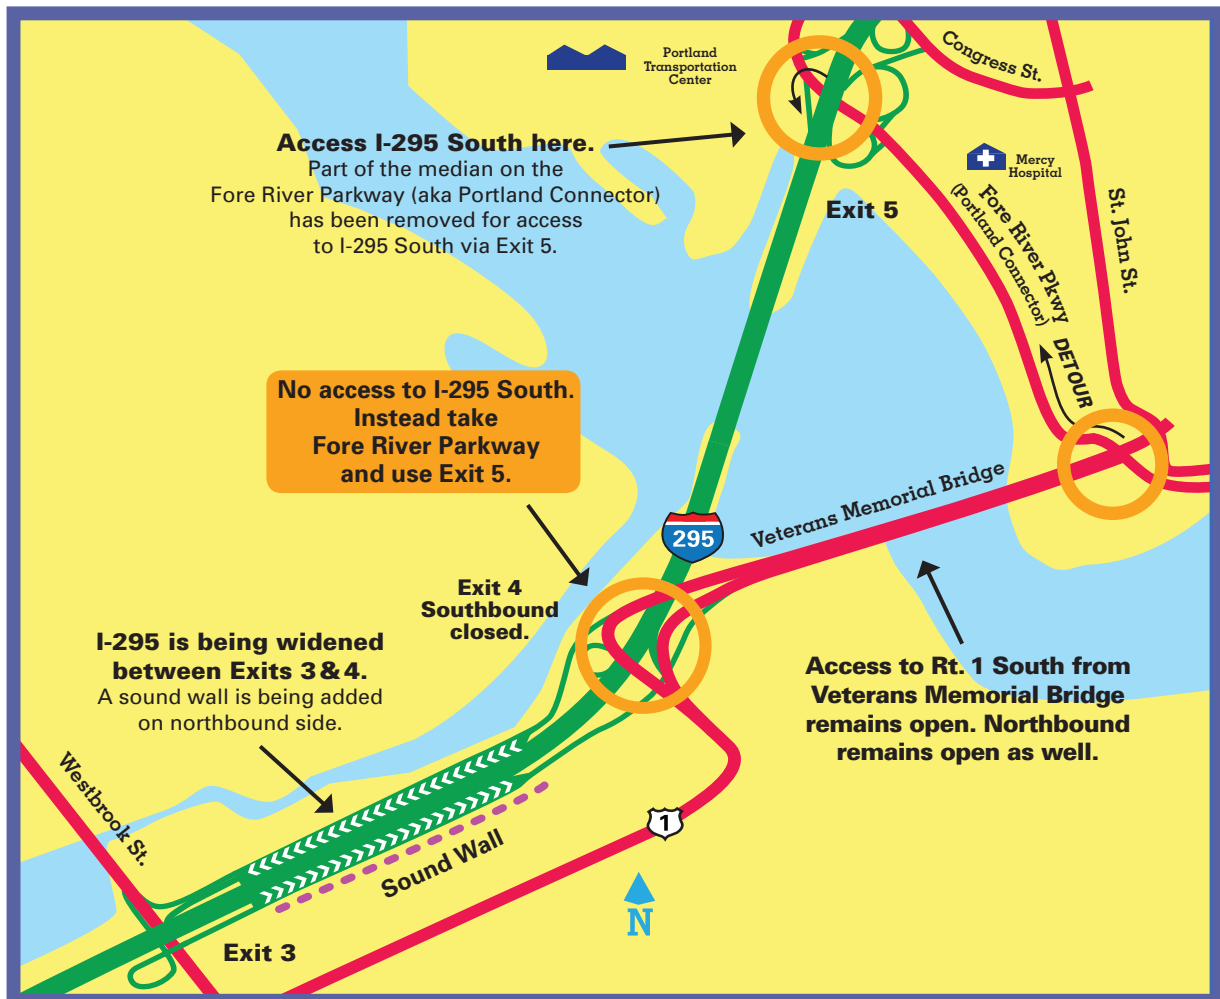 Portland
Transportation
Center
Congress St.
Access I-295 South here.
Part of the median on the
Fore River Parkway (aka Portland Connector)
has been removed for access
to I-295 South via Exit 5.
Mercy
Hospital
Exit 5
Fore River Pkwy
(Portland Connector)
St. John St.
DETOUR
No access to I-295 South.
Instead take
Fore River Parkway
and use Exit 5.
Veterans Memorial Bridge
295
Exit 4
Southbound
closed.
I-295 is being widened
between Exits 3 & 4.
A sound wall is being added
on northbound side.
Access to Rt. 1 South from
Veterans Memorial Bridge
remains open. Northbound
remains open as well.
Westbrook St.
1
Sound Wall
N
Exit 3